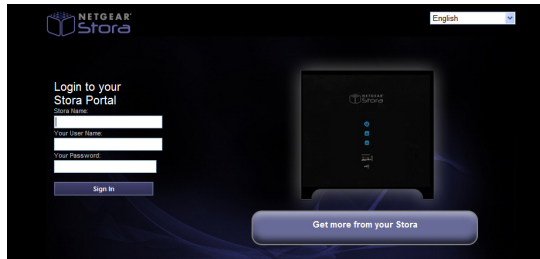 NETGEAR
Stora
English
Login to your
Stora Portal
Stora Name:
Your User Name:
Your Password:
Sign In
NETGEAR
Stora
Get more from your Stora